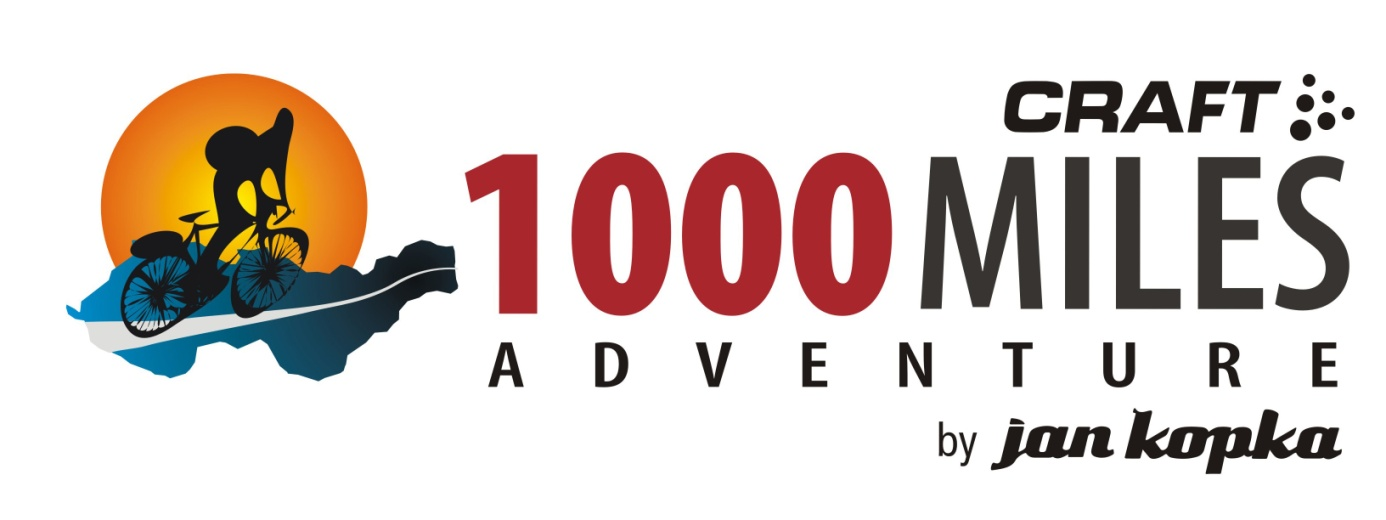 CRAFT
1000 MILES
ADVENTURE
by jan kopka